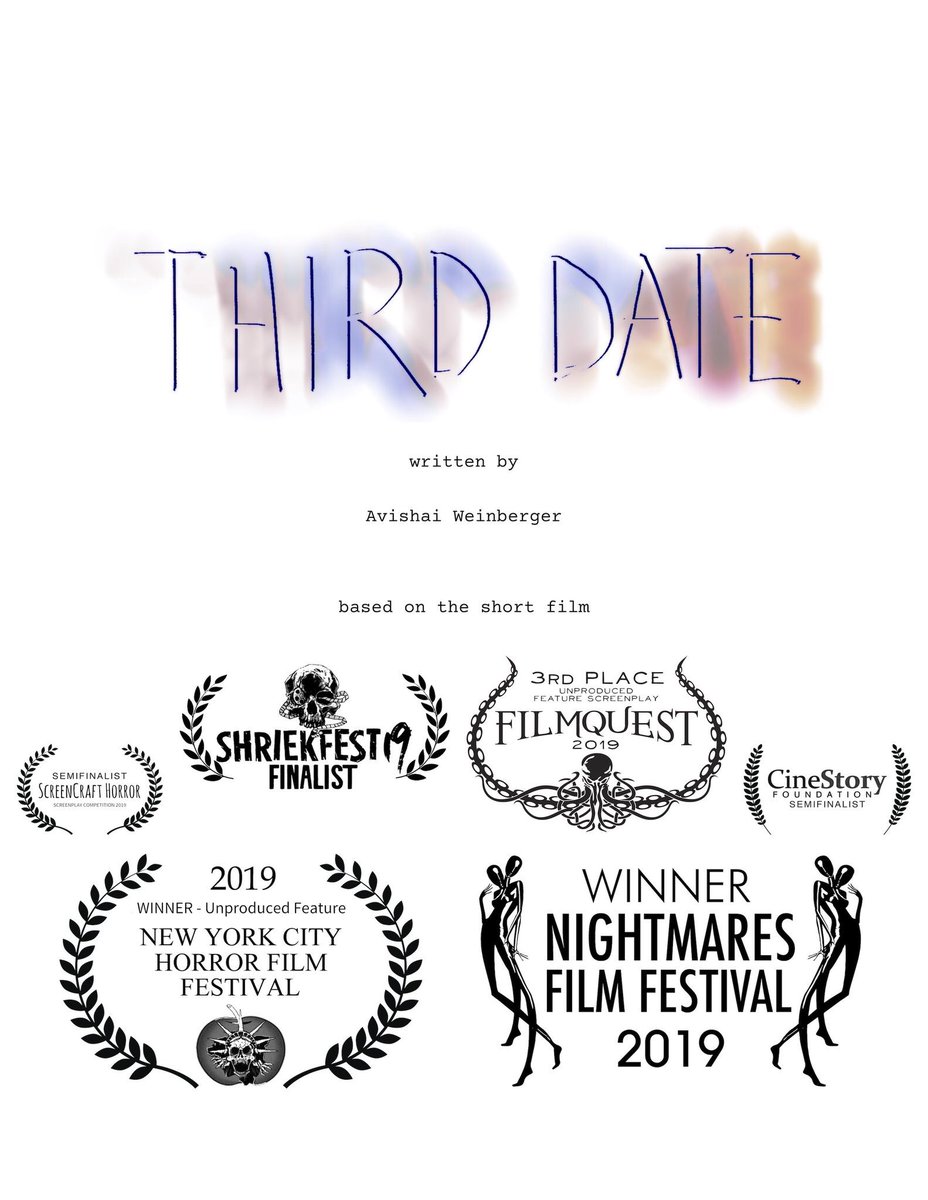 THIRD DATE
written by
Avishai Weinberger
based on the short film
SHRIEKFEST19
FINALIST
3RD PLACE
UNPRODUCED
FEATURE SCREENPLAY
FILMQUEST
2019
SEMIFINALIST
SCREENCRAFT HORROR
SCREENPLAY COMPETITION 2019
CineStory
FOUNDATION
SEMIFINALIST
2019
WINNER - Unproduced Feature
NEW YORK CITY
HORROR FILM
FESTIVAL
WINNER
NIGHTMARES
FILM FESTIVAL
2019